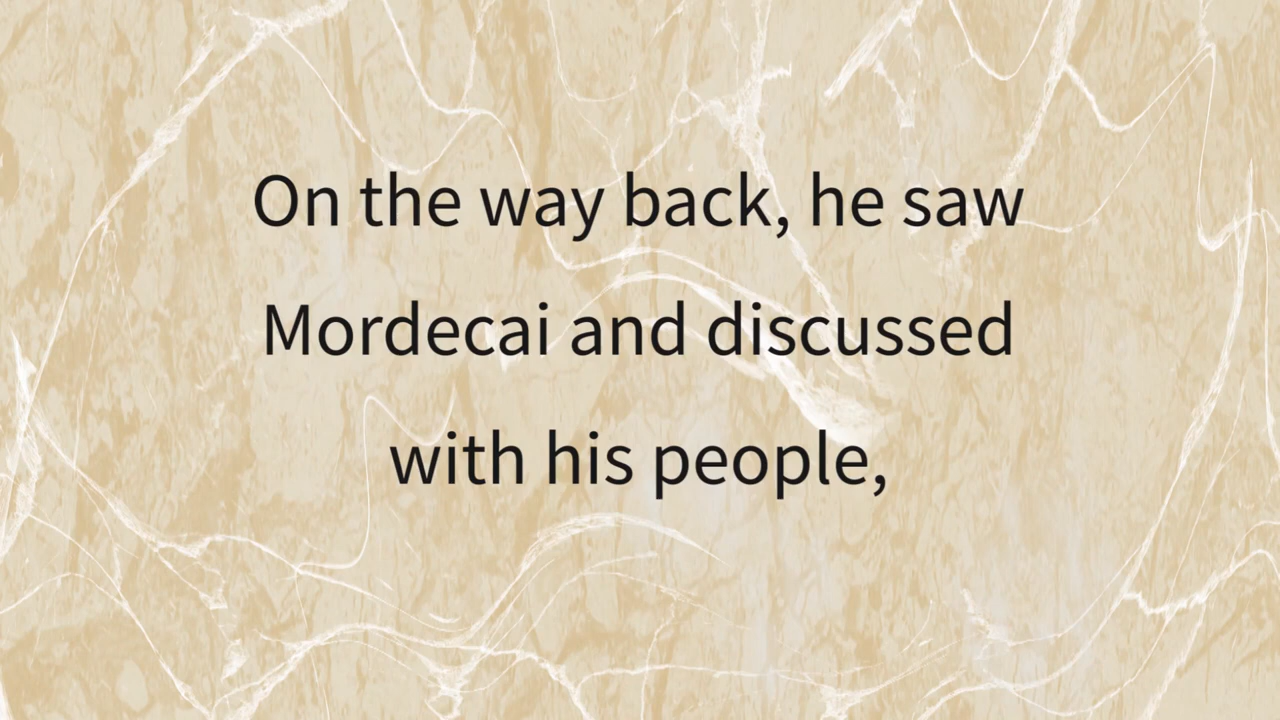 On the way back, he saw
Mordecai and discussed
with his people,